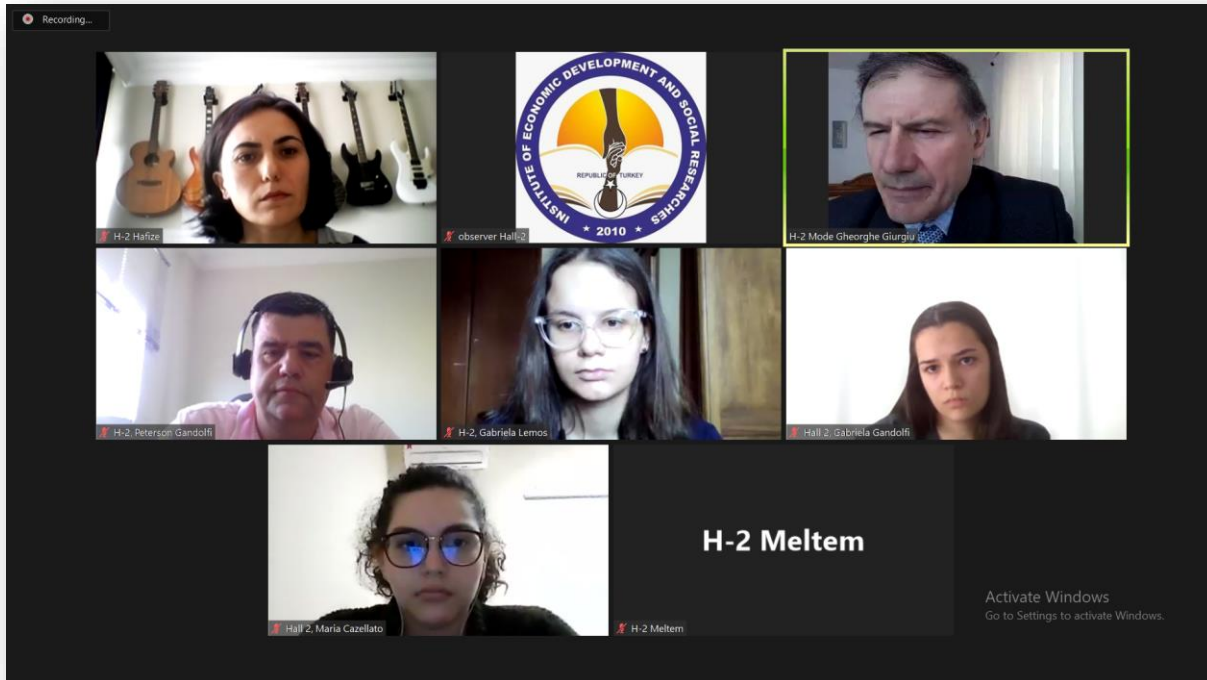 Recording...
INSTITUTE OF ECONOMIC DEVELOPMENT AND SOCIAL RESEARCHES
REPUBLIC OF TURKEY
★ 2010 ★
H-2 Hafize
observer Hall-2
H-2 Mode Gheorghe Giurgiu
H-2, Peterson Gandolfi
H-2, Gabriela Lemos
Hall 2, Gabriela Gandolfi
H-2 Meltem
Hall 2, Maria Cazellato
H-2 Meltem
Activate Windows
Go to Settings to activate Windows.